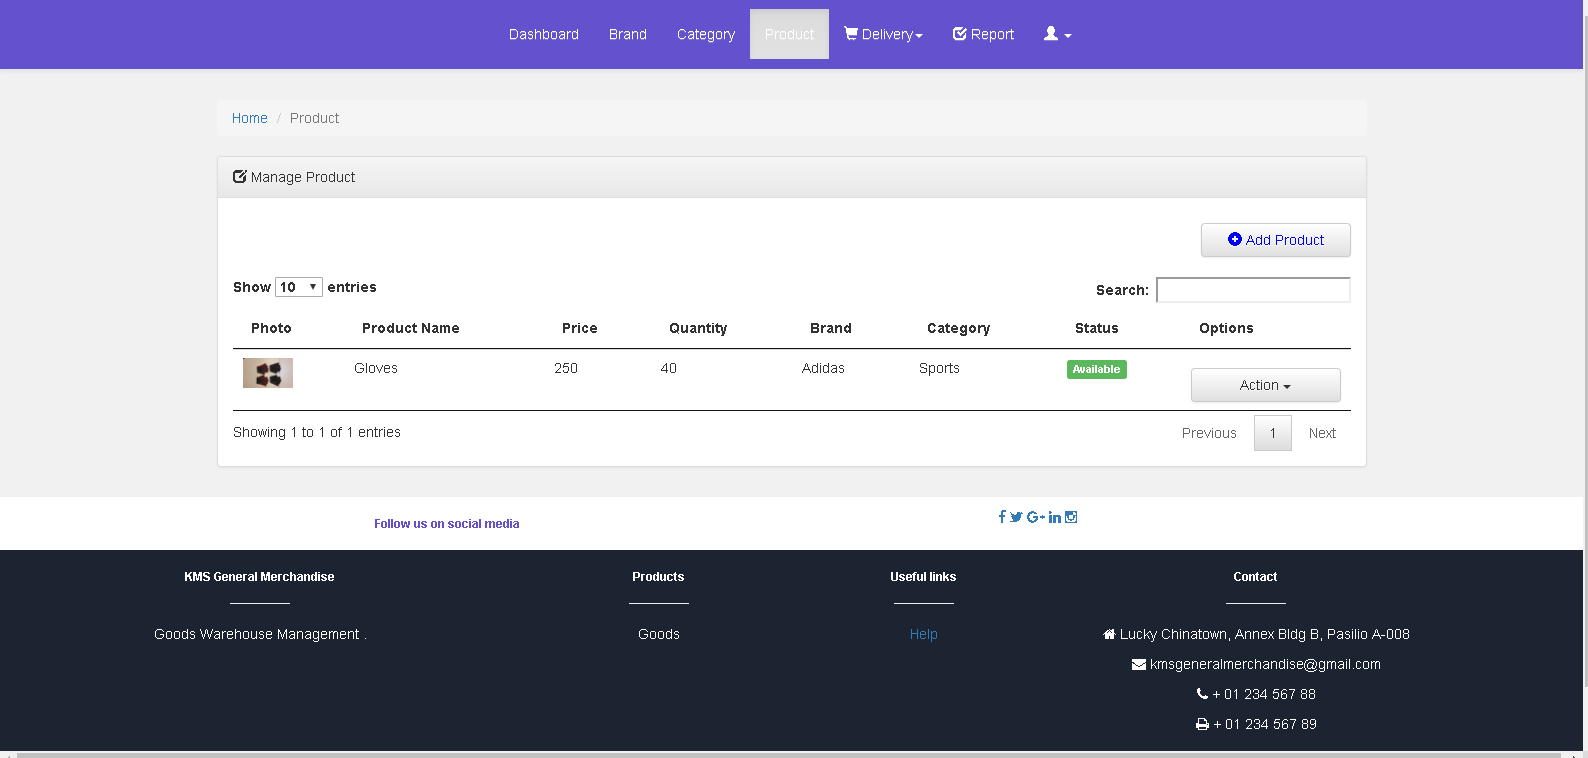 Dashboard Brand Category Product Delivery Report
Home / Product
Manage Product
Add Product
Show 10 entries
Search:
Photo Product Name Price Quantity Brand Category Status Options
Gloves 250 40 Adidas Sports Available Action
Showing 1 to 1 of 1 entries
Previous 1 Next
Follow us on social media
KMS General Merchandise Products Useful links Contact
Goods Warehouse Management . Goods Help Lucky Chinatown, Annex Bldg B, Pasilio A-008
kmsgeneralmerchandise@gmail.com
+ 01 234 567 88
+ 01 234 567 89